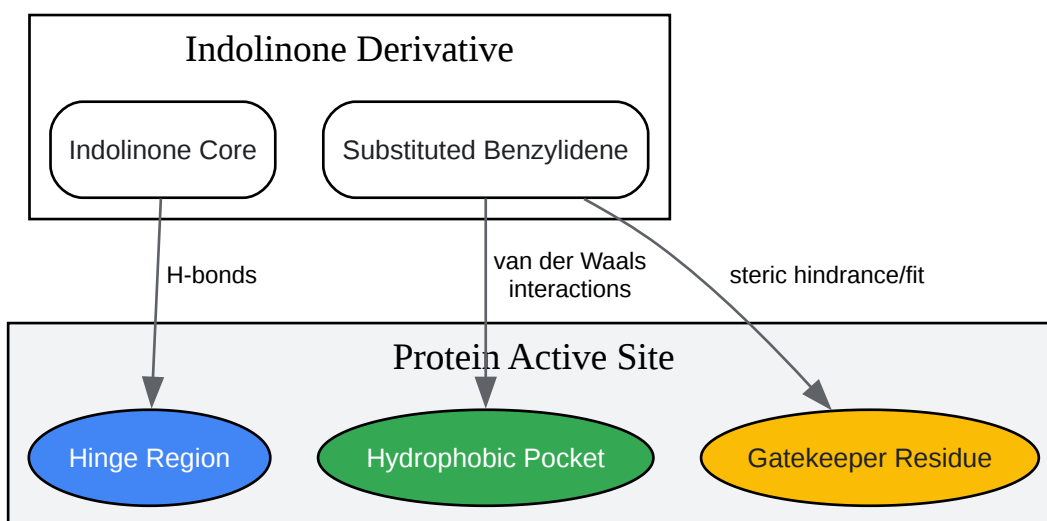 Indolinone Derivative
Indolinone Core
Substituted Benzylidene
H-bonds
van der Waals
interactions
steric hindrance/fit
Protein Active Site
Hinge Region
Hydrophobic Pocket
Gatekeeper Residue